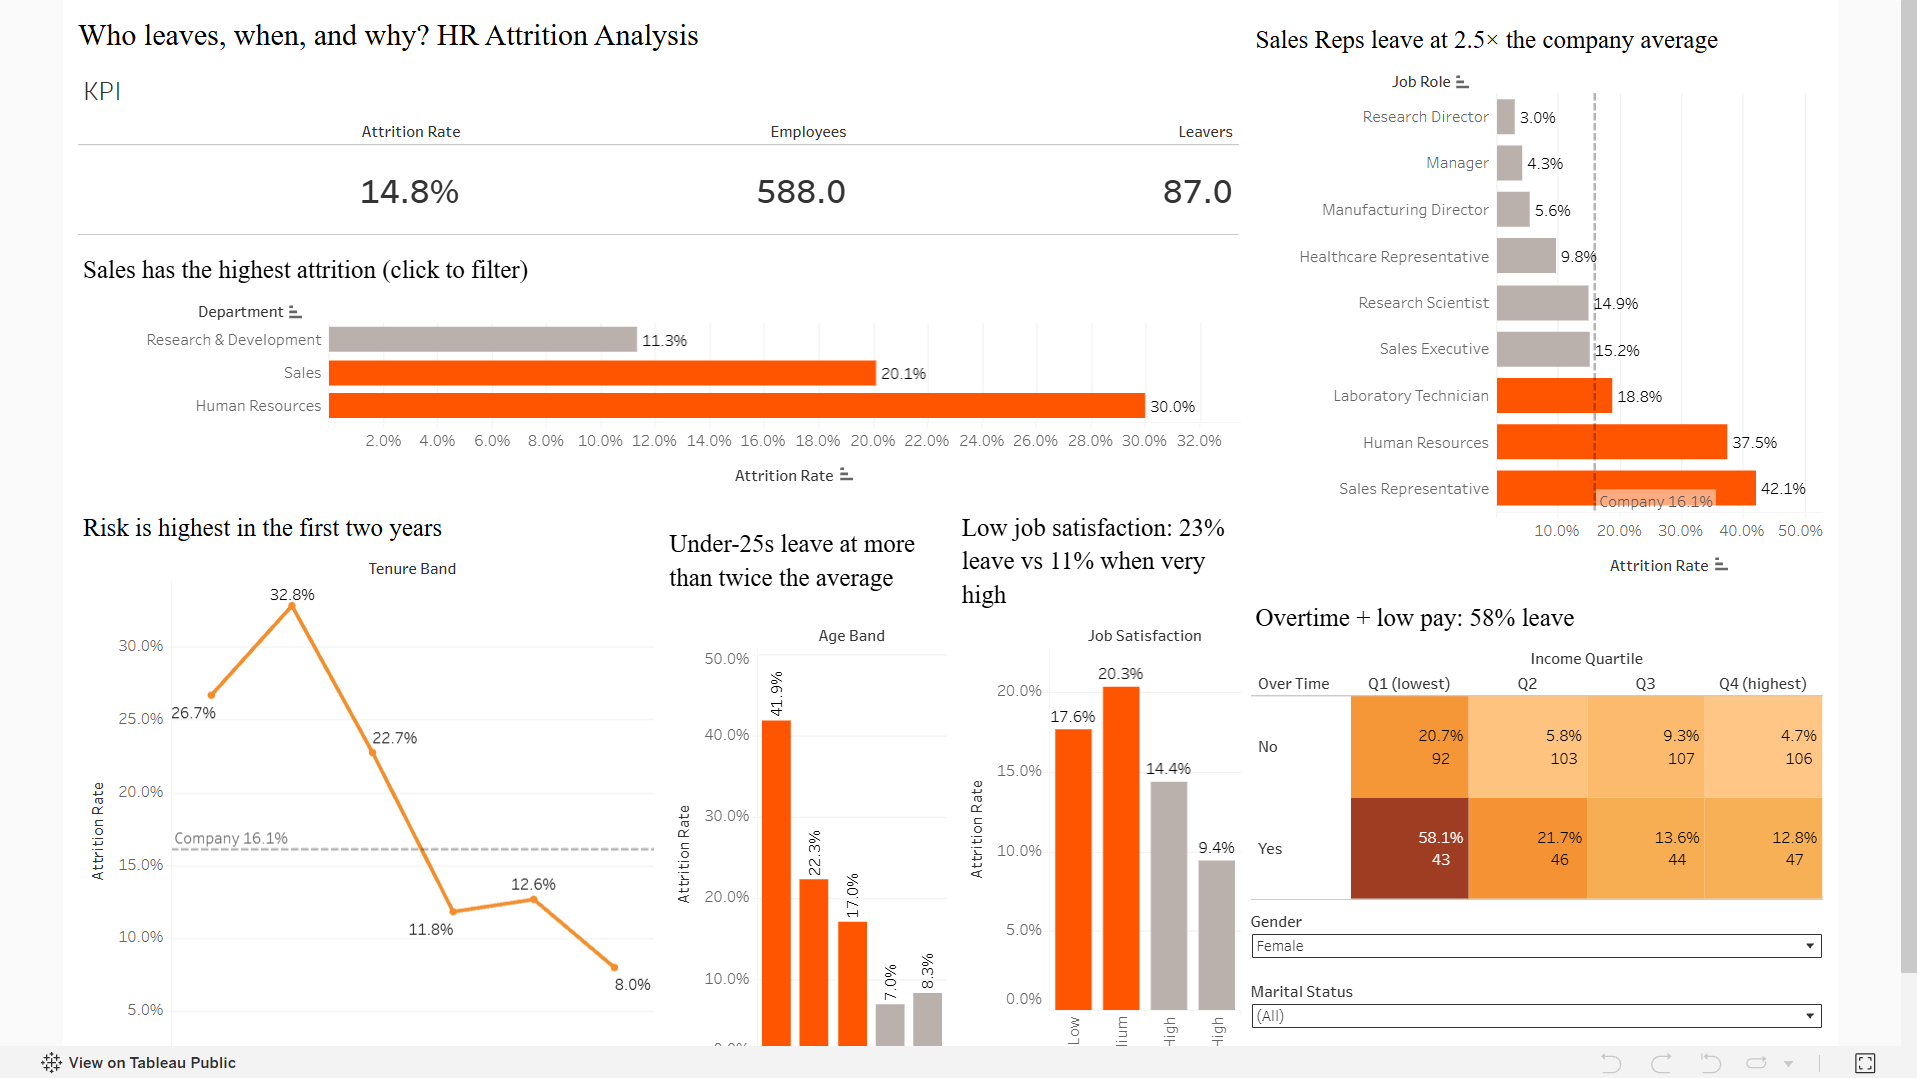 Who leaves, when, and why? HR Attrition Analysis
KPI
Attrition Rate Employees Leavers
14.8% 588.0 87.0
Sales has the highest attrition (click to filter)
Department
Research & Development 11.3%
Sales 20.1%
Human Resources 30.0%
2.0% 4.0% 6.0% 8.0% 10.0% 12.0% 14.0% 16.0% 18.0% 20.0% 22.0% 24.0% 26.0% 28.0% 30.0% 32.0%
Attrition Rate
Sales Reps leave at 2.5× the company average
Job Role
Research Director 3.0%
Manager 4.3%
Manufacturing Director 5.6%
Healthcare Representative 9.8%
Research Scientist 14.9%
Sales Executive 15.2%
Laboratory Technician 18.8%
Human Resources 37.5%
Sales Representative 42.1%
Company 16.1%
10.0% 20.0% 30.0% 40.0% 50.0%
Attrition Rate
Risk is highest in the first two years
Tenure Band
Attrition Rate
30.0%
25.0%
20.0%
15.0%
10.0%
5.0%
26.7%
32.8%
22.7%
11.8%
12.6%
8.0%
Company 16.1%
Under-25s leave at more
than twice the average
Age Band
Attrition Rate
50.0%
40.0%
30.0%
20.0%
10.0%
41.9%
22.3%
17.0%
7.0%
8.3%
Low job satisfaction: 23%
leave vs 11% when very
high
Job Satisfaction
Attrition Rate
20.0%
15.0%
10.0%
5.0%
0.0%
17.6%
20.3%
14.4%
9.4%
Low
High
High
Overtime + low pay: 58% leave
Income Quartile
Over Time Q1 (lowest) Q2 Q3 Q4 (highest)
No 20.7% 5.8% 9.3% 4.7%
92 103 107 106
Yes 58.1% 21.7% 13.6% 12.8%
43 46 44 47
Gender
Female
Marital Status
(All)
View on Tableau Public